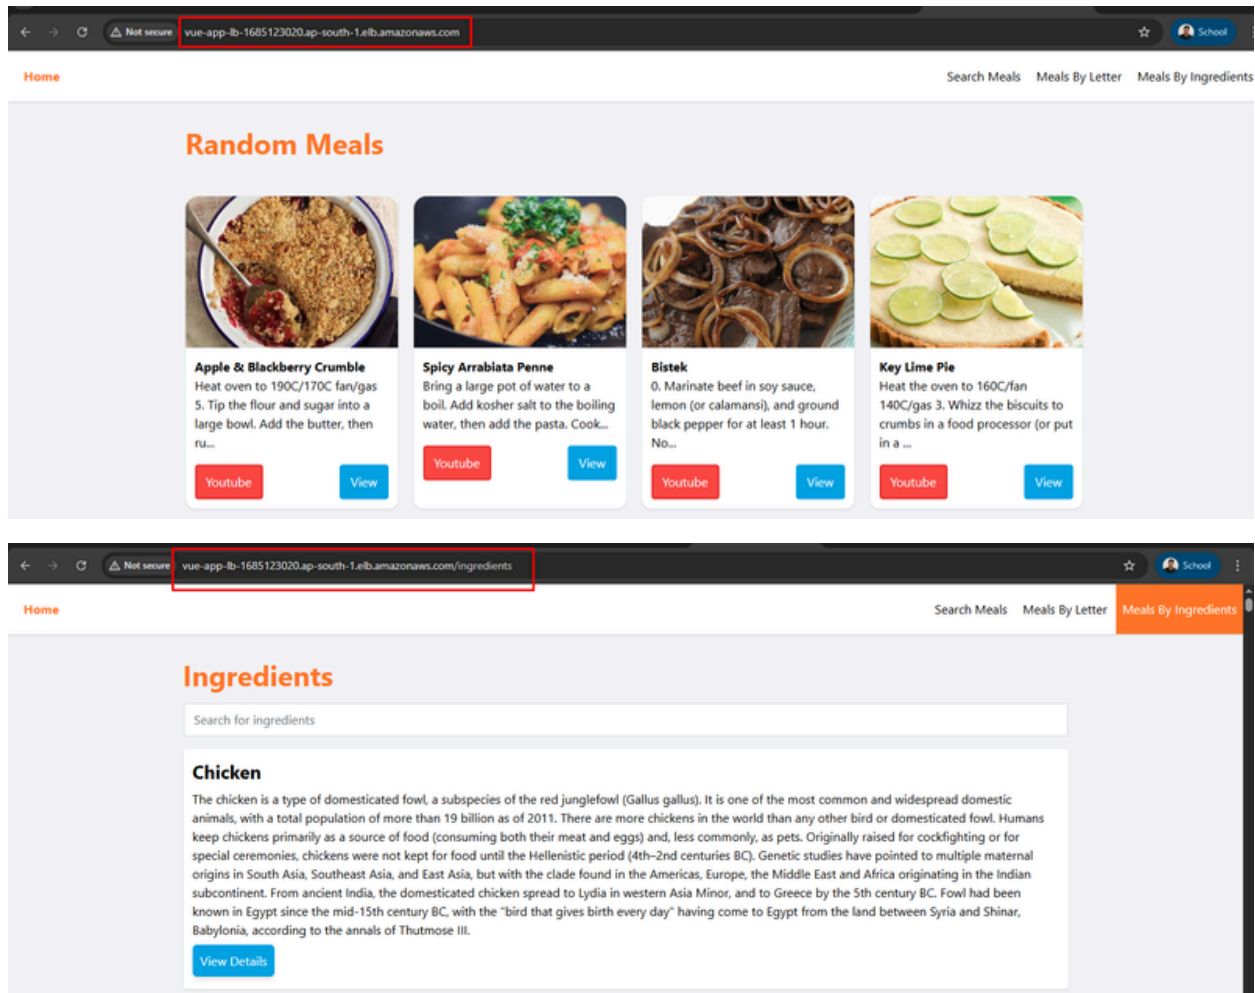 Not secure vue-app-lb-1685123020.ap-south-1.elb.amazonaws.com School
Home Search Meals Meals By Letter Meals By Ingredients
Random Meals
Apple & Blackberry Crumble
Heat oven to 190C/170C fan/gas
5. Tip the flour and sugar into a
large bowl. Add the butter, then
ru...
Youtube View
Spicy Arrabiata Penne
Bring a large pot of water to a
boil. Add kosher salt to the boiling
water, then add the pasta. Cook...
Youtube View
Bistek
0. Marinate beef in soy sauce,
lemon (or calamansi), and ground
black pepper for at least 1 hour.
No...
Youtube View
Key Lime Pie
Heat the oven to 160C/fan
140C/gas 3. Whizz the biscuits to
crumbs in a food processor (or put
in a ...
Youtube View
Not secure vue-app-lb-1685123020.ap-south-1.elb.amazonaws.com/ingredients School
Home Search Meals Meals By Letter Meals By Ingredients
Ingredients
Search for ingredients
Chicken
The chicken is a type of domesticated fowl, a subspecies of the red junglefowl (Gallus gallus). It is one of the most common and widespread domestic
animals, with a total population of more than 19 billion as of 2011. There are more chickens in the world than any other bird or domesticated fowl. Humans
keep chickens primarily as a source of food (consuming both their meat and eggs) and, less commonly, as pets. Originally raised for cockfighting or for
special ceremonies, chickens were not kept for food until the Hellenistic period (4th–2nd centuries BC). Genetic studies have pointed to multiple maternal
origins in South Asia, Southeast Asia, and East Asia, but with the clade found in the Americas, Europe, the Middle East and Africa originating in the Indian
subcontinent. From ancient India, the domesticated chicken spread to Lydia in western Asia Minor, and to Greece by the 5th century BC. Fowl had been
known in Egypt since the mid-15th century BC, with the "bird that gives birth every day" having come to Egypt from the land between Syria and Shinar,
Babylonia, according to the annals of Thutmose III.
View Details